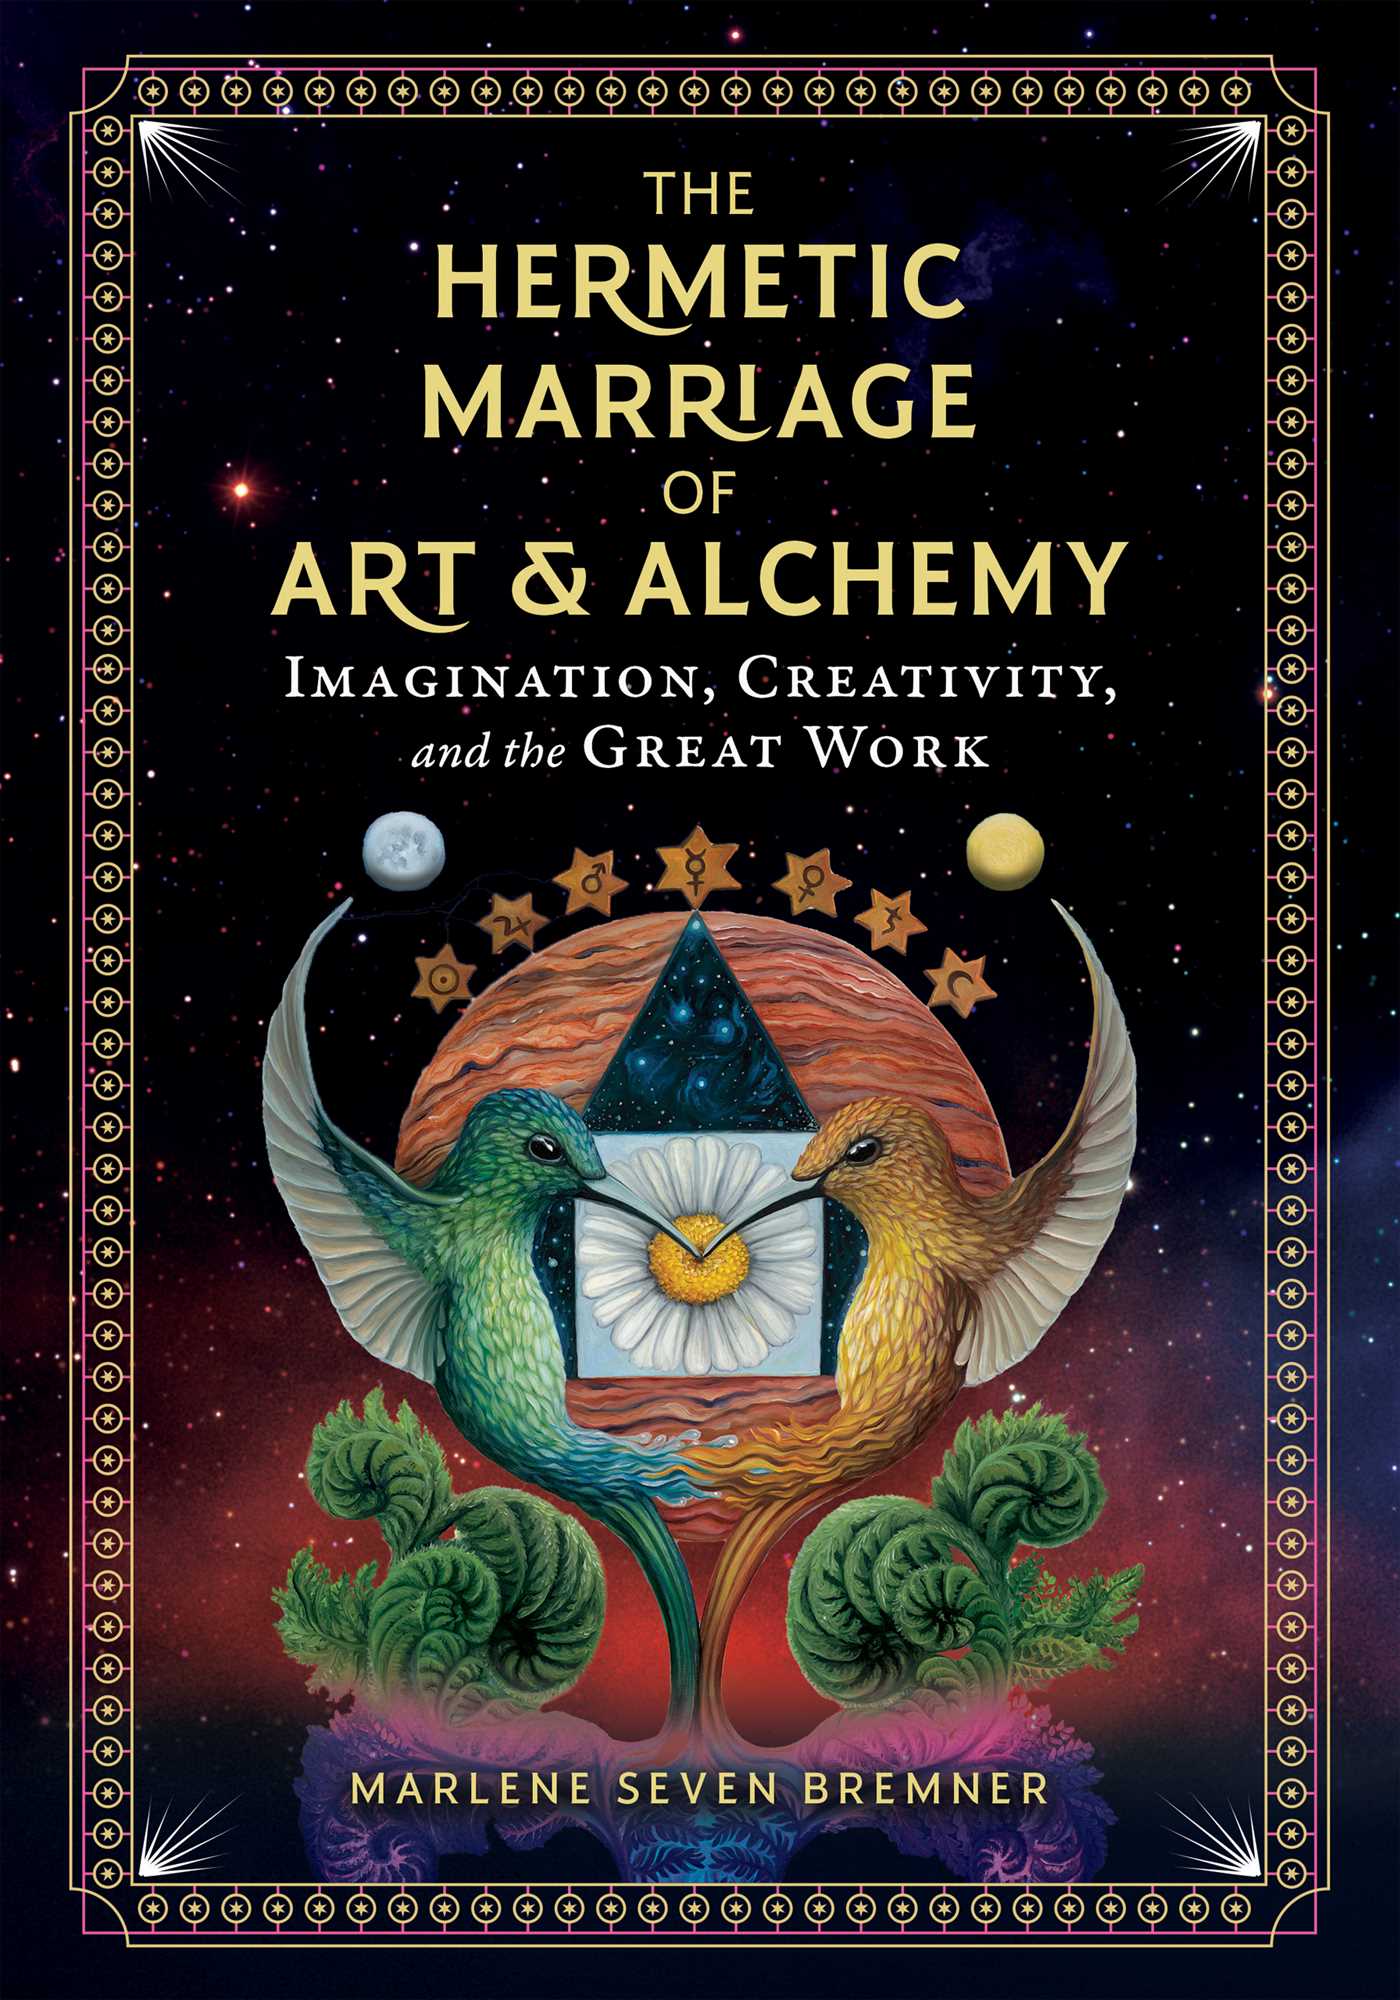 THE
HERMETIC
MARRIAGE
OF
ART & ALCHEMY
IMAGINATION, CREATIVITY,
and the GREAT WORK
☉ ♃ ♂ ☿ ♀ ♄ ☾
MARLENE SEVEN BREMNER